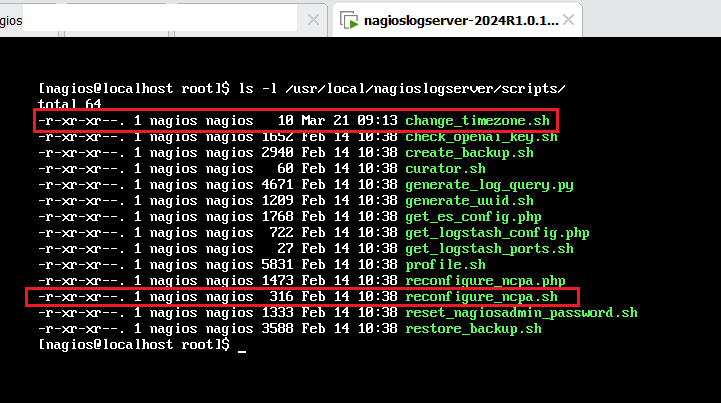 agios
nagioslogserver-2024R1.0.1...
[nagios@localhost root]$ ls -l /usr/local/nagioslogserver/scripts/
total 64
-r-xr-xr--. 1 nagios nagios   10 Mar 21 09:13 change_timezone.sh
-r-xr-xr--. 1 nagios nagios 1652 Feb 14 10:38 check_openai_key.sh
-r-xr-xr--. 1 nagios nagios 2940 Feb 14 10:38 create_backup.sh
-r-xr-xr--. 1 nagios nagios   60 Feb 14 10:38 curator.sh
-r-xr-xr--. 1 nagios nagios 4671 Feb 14 10:38 generate_log_query.py
-r-xr-xr--. 1 nagios nagios 1209 Feb 14 10:38 generate_uuid.sh
-r-xr-xr--. 1 nagios nagios 1768 Feb 14 10:38 get_es_config.php
-r-xr-xr--. 1 nagios nagios  722 Feb 14 10:38 get_logstash_config.php
-r-xr-xr--. 1 nagios nagios   27 Feb 14 10:38 get_logstash_ports.sh
-r-xr-xr--. 1 nagios nagios 5831 Feb 14 10:38 profile.sh
-r-xr-xr--. 1 nagios nagios 1473 Feb 14 10:38 reconfigure_ncpa.php
-r-xr-xr--. 1 nagios nagios  316 Feb 14 10:38 reconfigure_ncpa.sh
-r-xr-xr--. 1 nagios nagios 1333 Feb 14 10:38 reset_nagiosadmin_password.sh
-r-xr-xr--. 1 nagios nagios 3588 Feb 14 10:38 restore_backup.sh
[nagios@localhost root]$ _